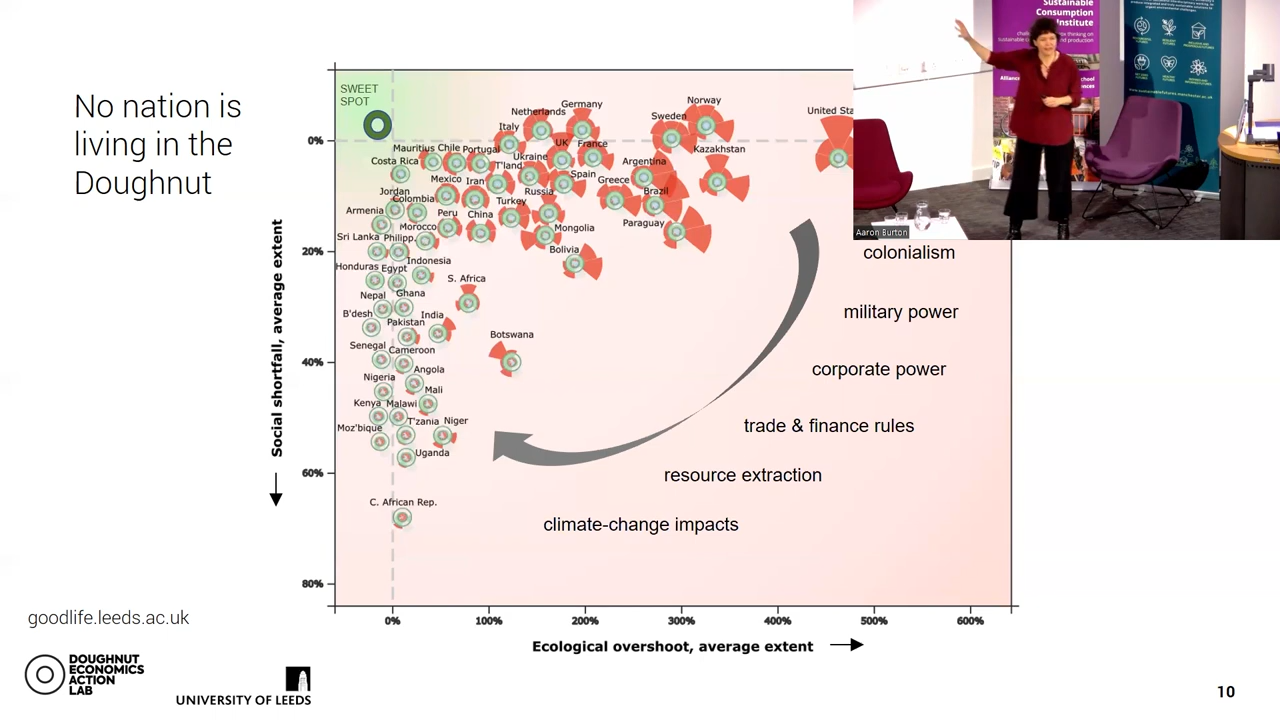 No nation is
living in the
Doughnut
SWEET
SPOT
Netherlands
Germany
Norway
United Sta
Italy
Sweden
Mauritius
Chile
Portugal
UK
France
Kazakhstan
Costa Rica
Ukraine
T'land
Argentina
Mexico
Iran
Spain
Jordan
Colombia
Russia
Greece
Brazil
Armenia
Peru
China
Turkey
Paraguay
Morocco
Mongolia
Sri Lanka
Philipp.
Bolivia
Indonesia
Honduras
Egypt
S. Africa
Nepal
Ghana
B'desh
Pakistan
India
Botswana
Senegal
Cameroon
Angola
Nigeria
Mali
Kenya
Malawi
T'zania
Niger
Moz'bique
Uganda
C. African Rep.
0%
20%
40%
60%
80%
Social shortfall, average extent
0%
100%
200%
300%
400%
500%
600%
Ecological overshoot, average extent
colonialism
military power
corporate power
trade & finance rules
resource extraction
climate-change impacts
Sustainable
Consumption
Institute
Aaron Burton
goodlife.leeds.ac.uk
DOUGHNUT
ECONOMICS
ACTION
LAB
UNIVERSITY OF LEEDS
10